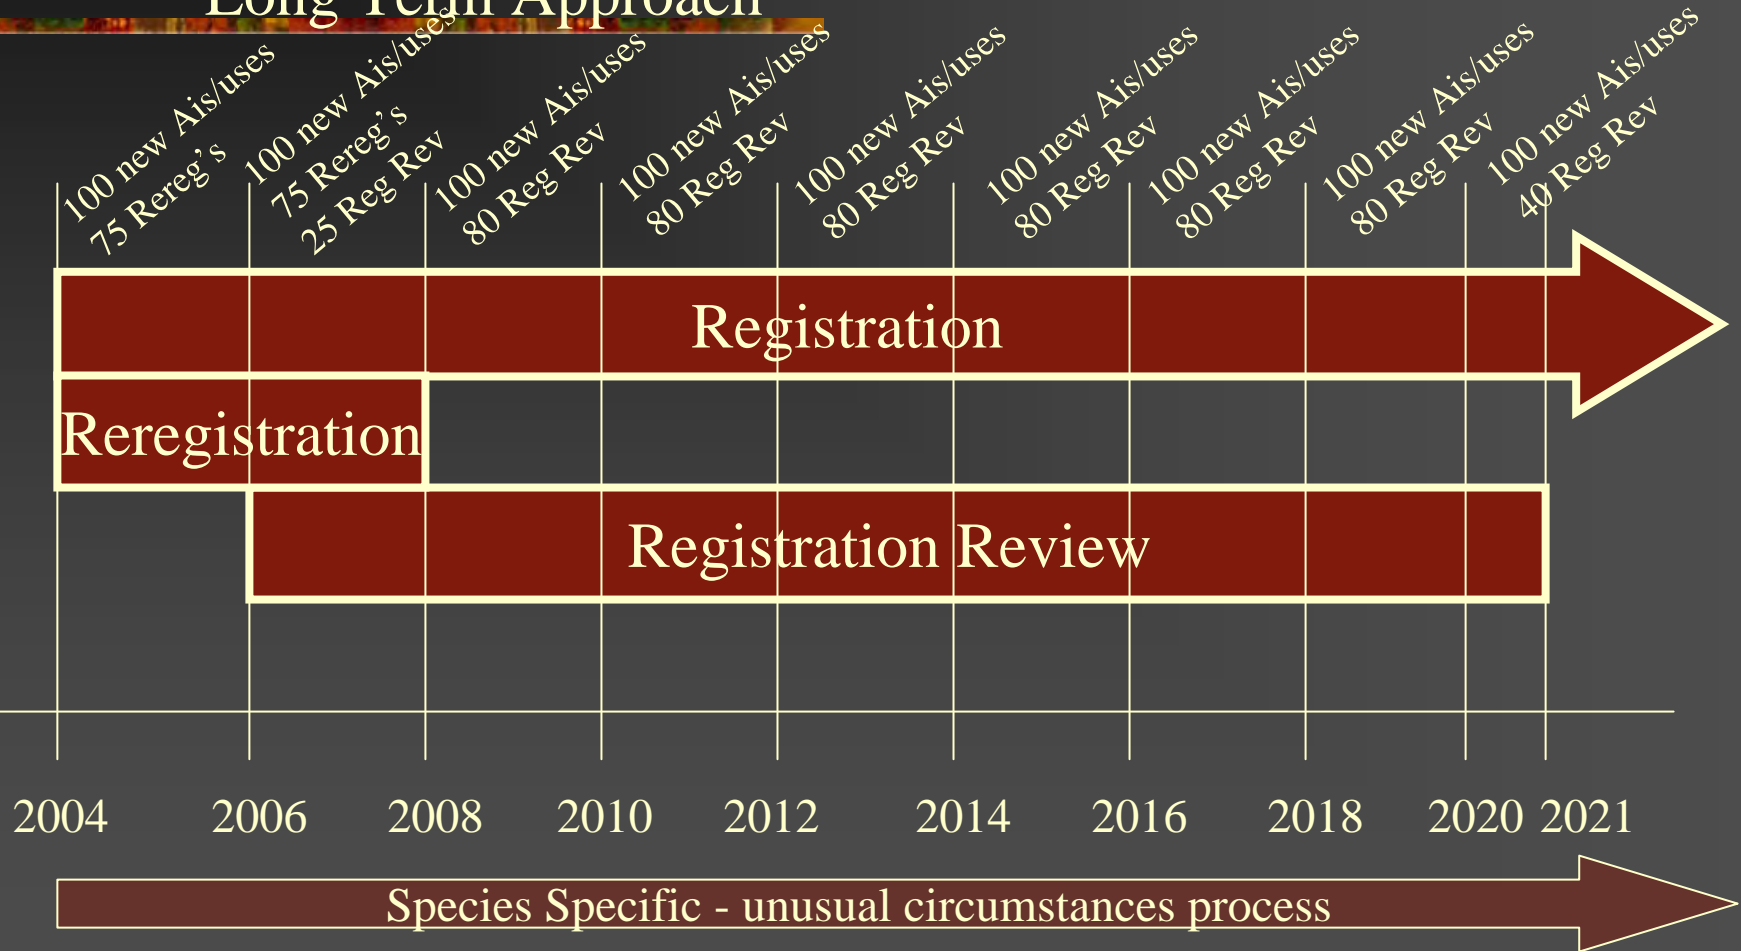 Long Term Approach
100 new Ais/uses
75 Rereg’s
100 new Ais/uses
75 Rereg’s
25 Reg Rev
100 new Ais/uses
80 Reg Rev
100 new Ais/uses
80 Reg Rev
100 new Ais/uses
80 Reg Rev
100 new Ais/uses
80 Reg Rev
100 new Ais/uses
80 Reg Rev
100 new Ais/uses
80 Reg Rev
100 new Ais/uses
40 Reg Rev
Registration
Reregistration
Registration Review
2004 2006 2008 2010 2012 2014 2016 2018 2020 2021
Species Specific - unusual circumstances process